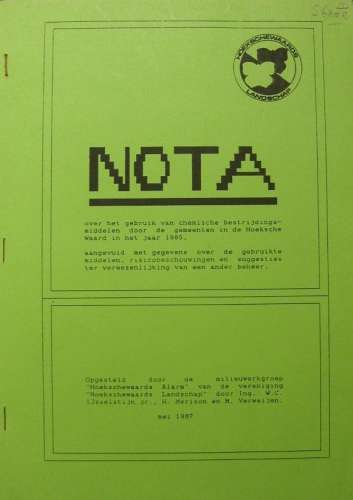 HOEKSCHEWAARDS
LANDSCHAP
NOTA
over het gebruik van chemische bestrijdings-
middelen door de gemeenten in de Hoeksche
Waard in het jaar 1985,
aangevuld met gegevens over de gebruikte
middelen, risicobeschouwingen en suggesties
ter verwezenlijking van een ander beheer.
Opgesteld door de milieuwerkgroep
"Hoekschewaards Alarm" van de vereniging
"Hoekschewaards Landschap" door Ing. W.C.
IJsselstijn H. Merison en M. Verweijen.
mei 1987